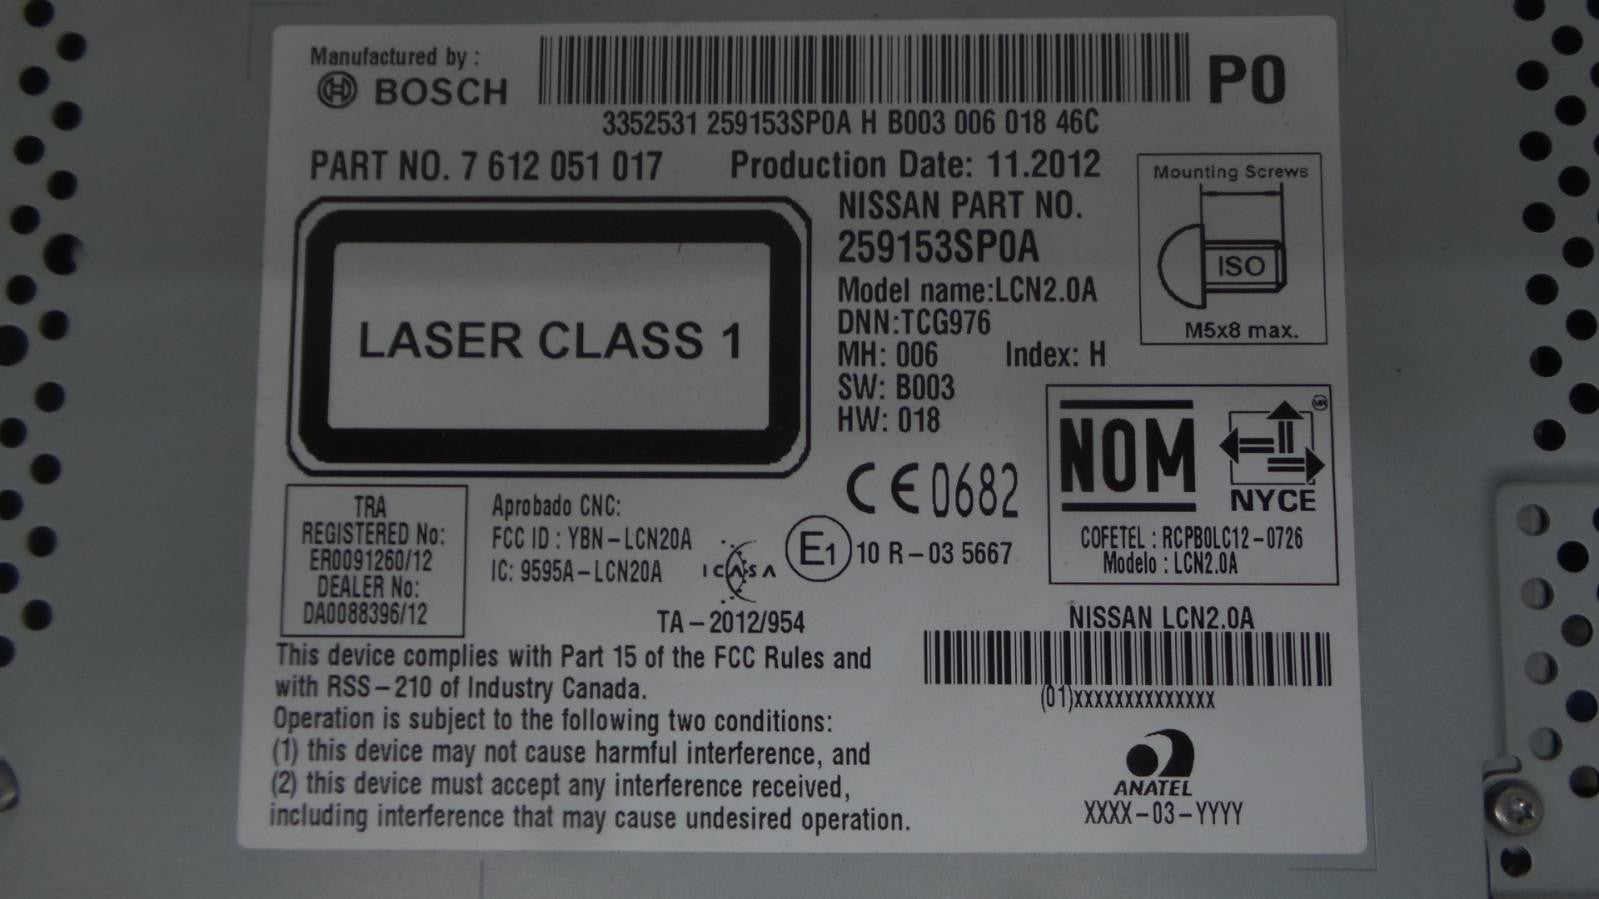 Manufactured by :
BOSCH
P0
3352531 259153SP0A H B003 006 018 46C
PART NO. 7 612 051 017
Production Date: 11.2012
Mounting Screws
ISO
M5x8 max.
LASER CLASS 1
NISSAN PART NO.
259153SP0A
Model name:LCN2.0A
DNN:TCG976
MH: 006 Index: H
SW: B003
HW: 018
CE 0682
NOM
MR
NYCE
COFETEL : RCPBOLC12-0726
Modelo : LCN2.0A
TRA
REGISTERED No:
ER0091260/12
DEALER No:
DA0088396/12
Aprobado CNC:
FCC ID : YBN-LCN20A
IC: 9595A-LCN20A
ICASA
TA-2012/954
E1 10 R-03 5667
NISSAN LCN2.0A
(01)xxxxxxxxxxxxxx
This device complies with Part 15 of the FCC Rules and
with RSS-210 of Industry Canada.
Operation is subject to the following two conditions:
(1) this device may not cause harmful interference, and
(2) this device must accept any interference received,
including interference that may cause undesired operation.
ANATEL
XXXX-03-YYYY